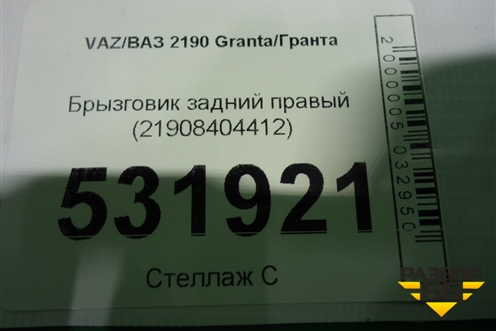 VAZ/ВАЗ 2190 Granta/Гранта
Брызговик задний правый
(21908404412)
531921
Стеллаж С
2000005032950